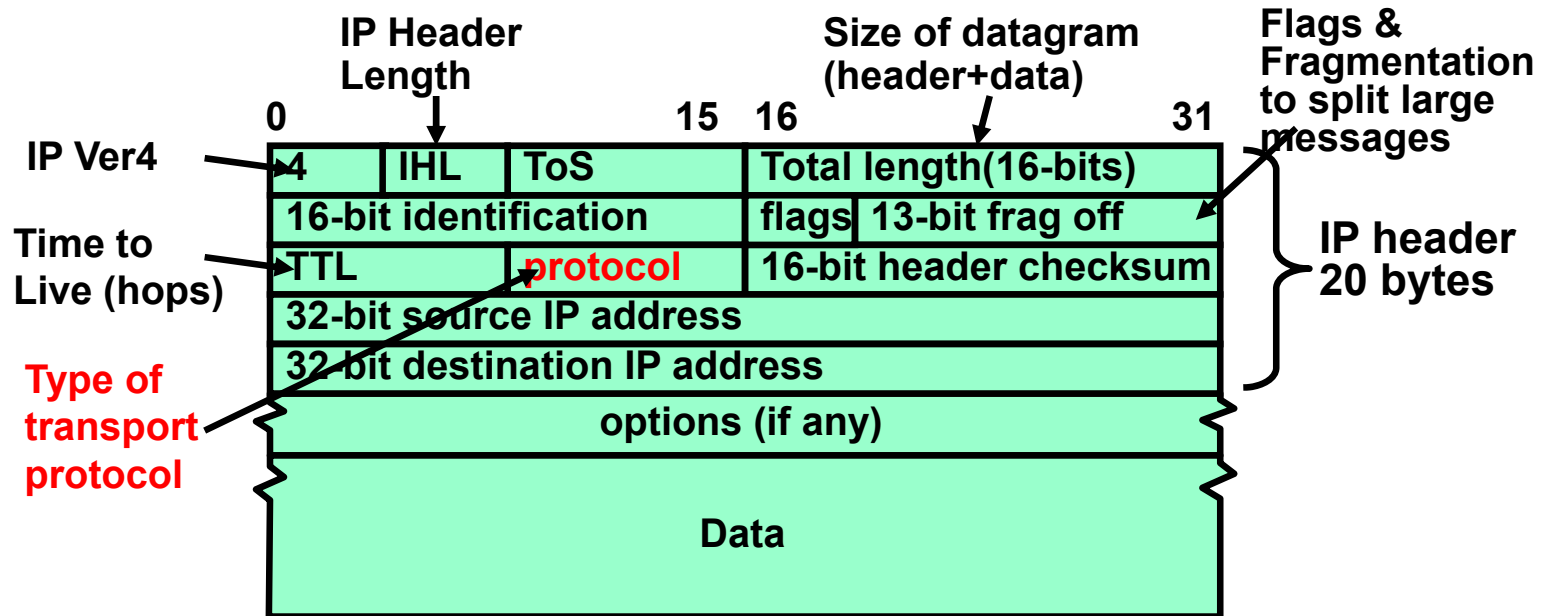 IP Header
Length
Size of datagram
(header+data)
Flags &
Fragmentation
to split large
messages
0
15
16
31
IP Ver4
4
IHL
ToS
Total length(16-bits)
16-bit identification
flags
13-bit frag off
Time to
Live (hops)
TTL
protocol
16-bit header checksum
IP header
20 bytes
32-bit source IP address
32-bit destination IP address
Type of
transport
protocol
options (if any)
Data